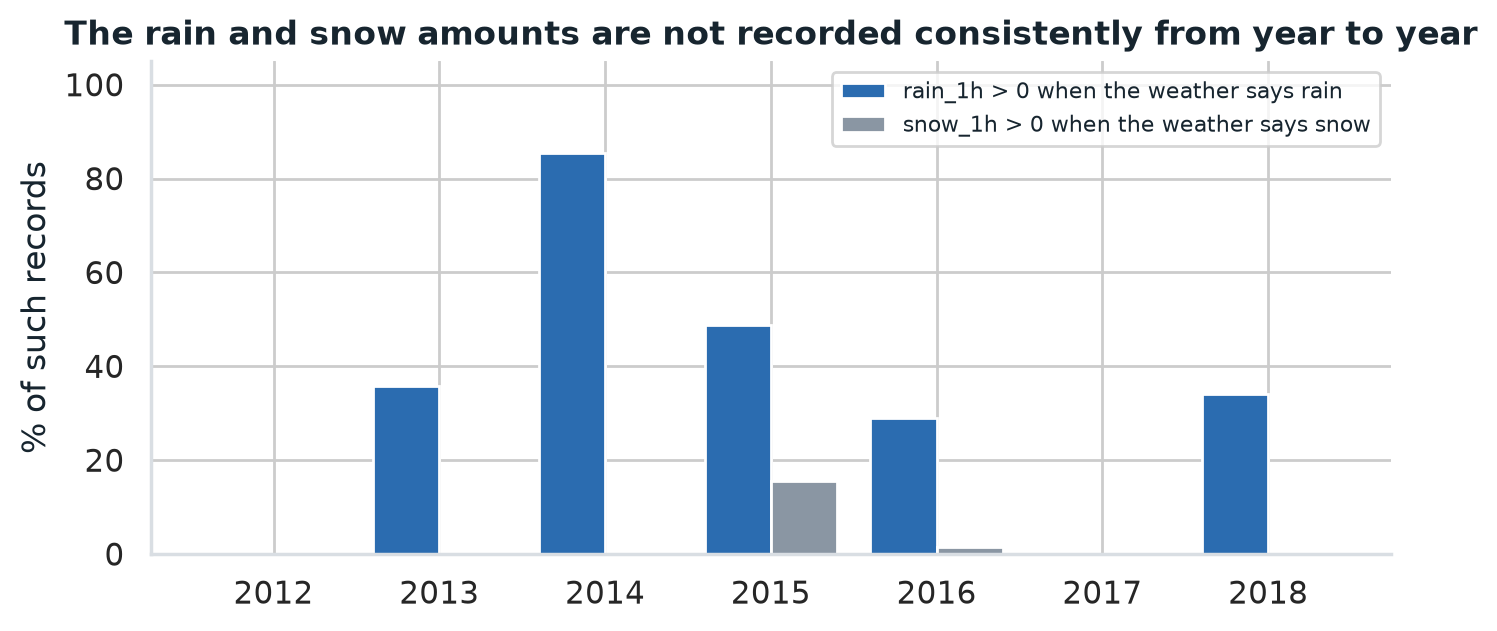 The rain and snow amounts are not recorded consistently from year to year
% of such records
100
80
60
40
20
0
rain_1h > 0 when the weather says rain
snow_1h > 0 when the weather says snow
2012 2013 2014 2015 2016 2017 2018